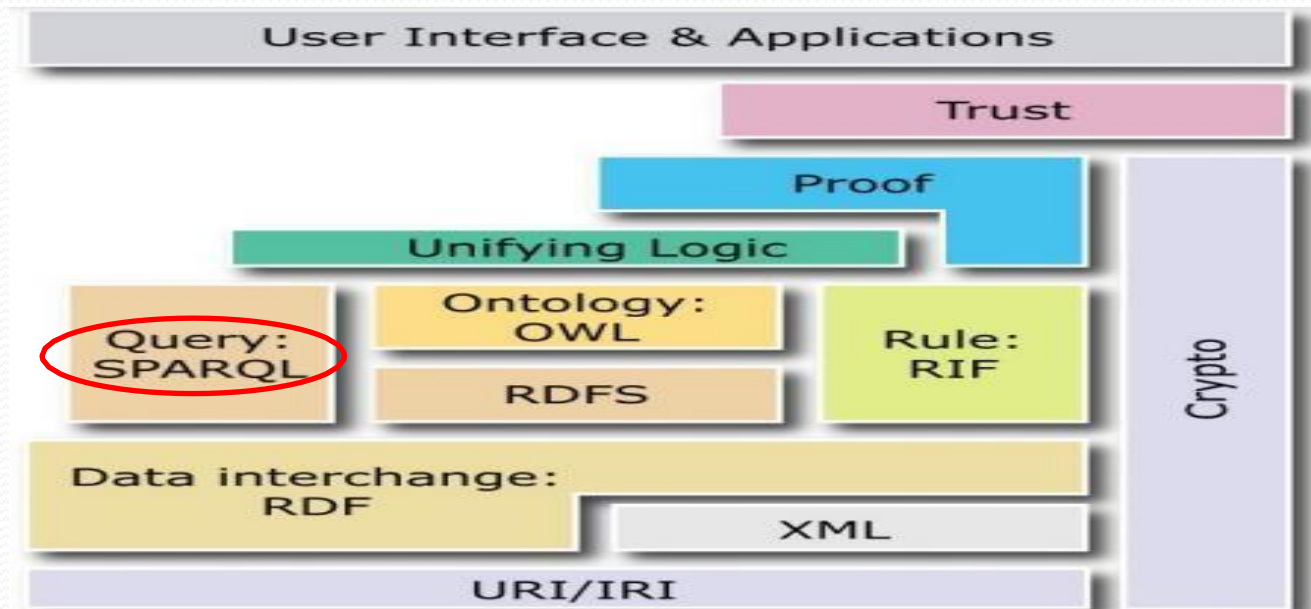 User Interface & Applications
Trust
Proof
Unifying Logic
Query:
SPARQL
Ontology:
OWL
RDFS
Rule:
RIF
Crypto
Data interchange:
RDF
XML
URI/IRI